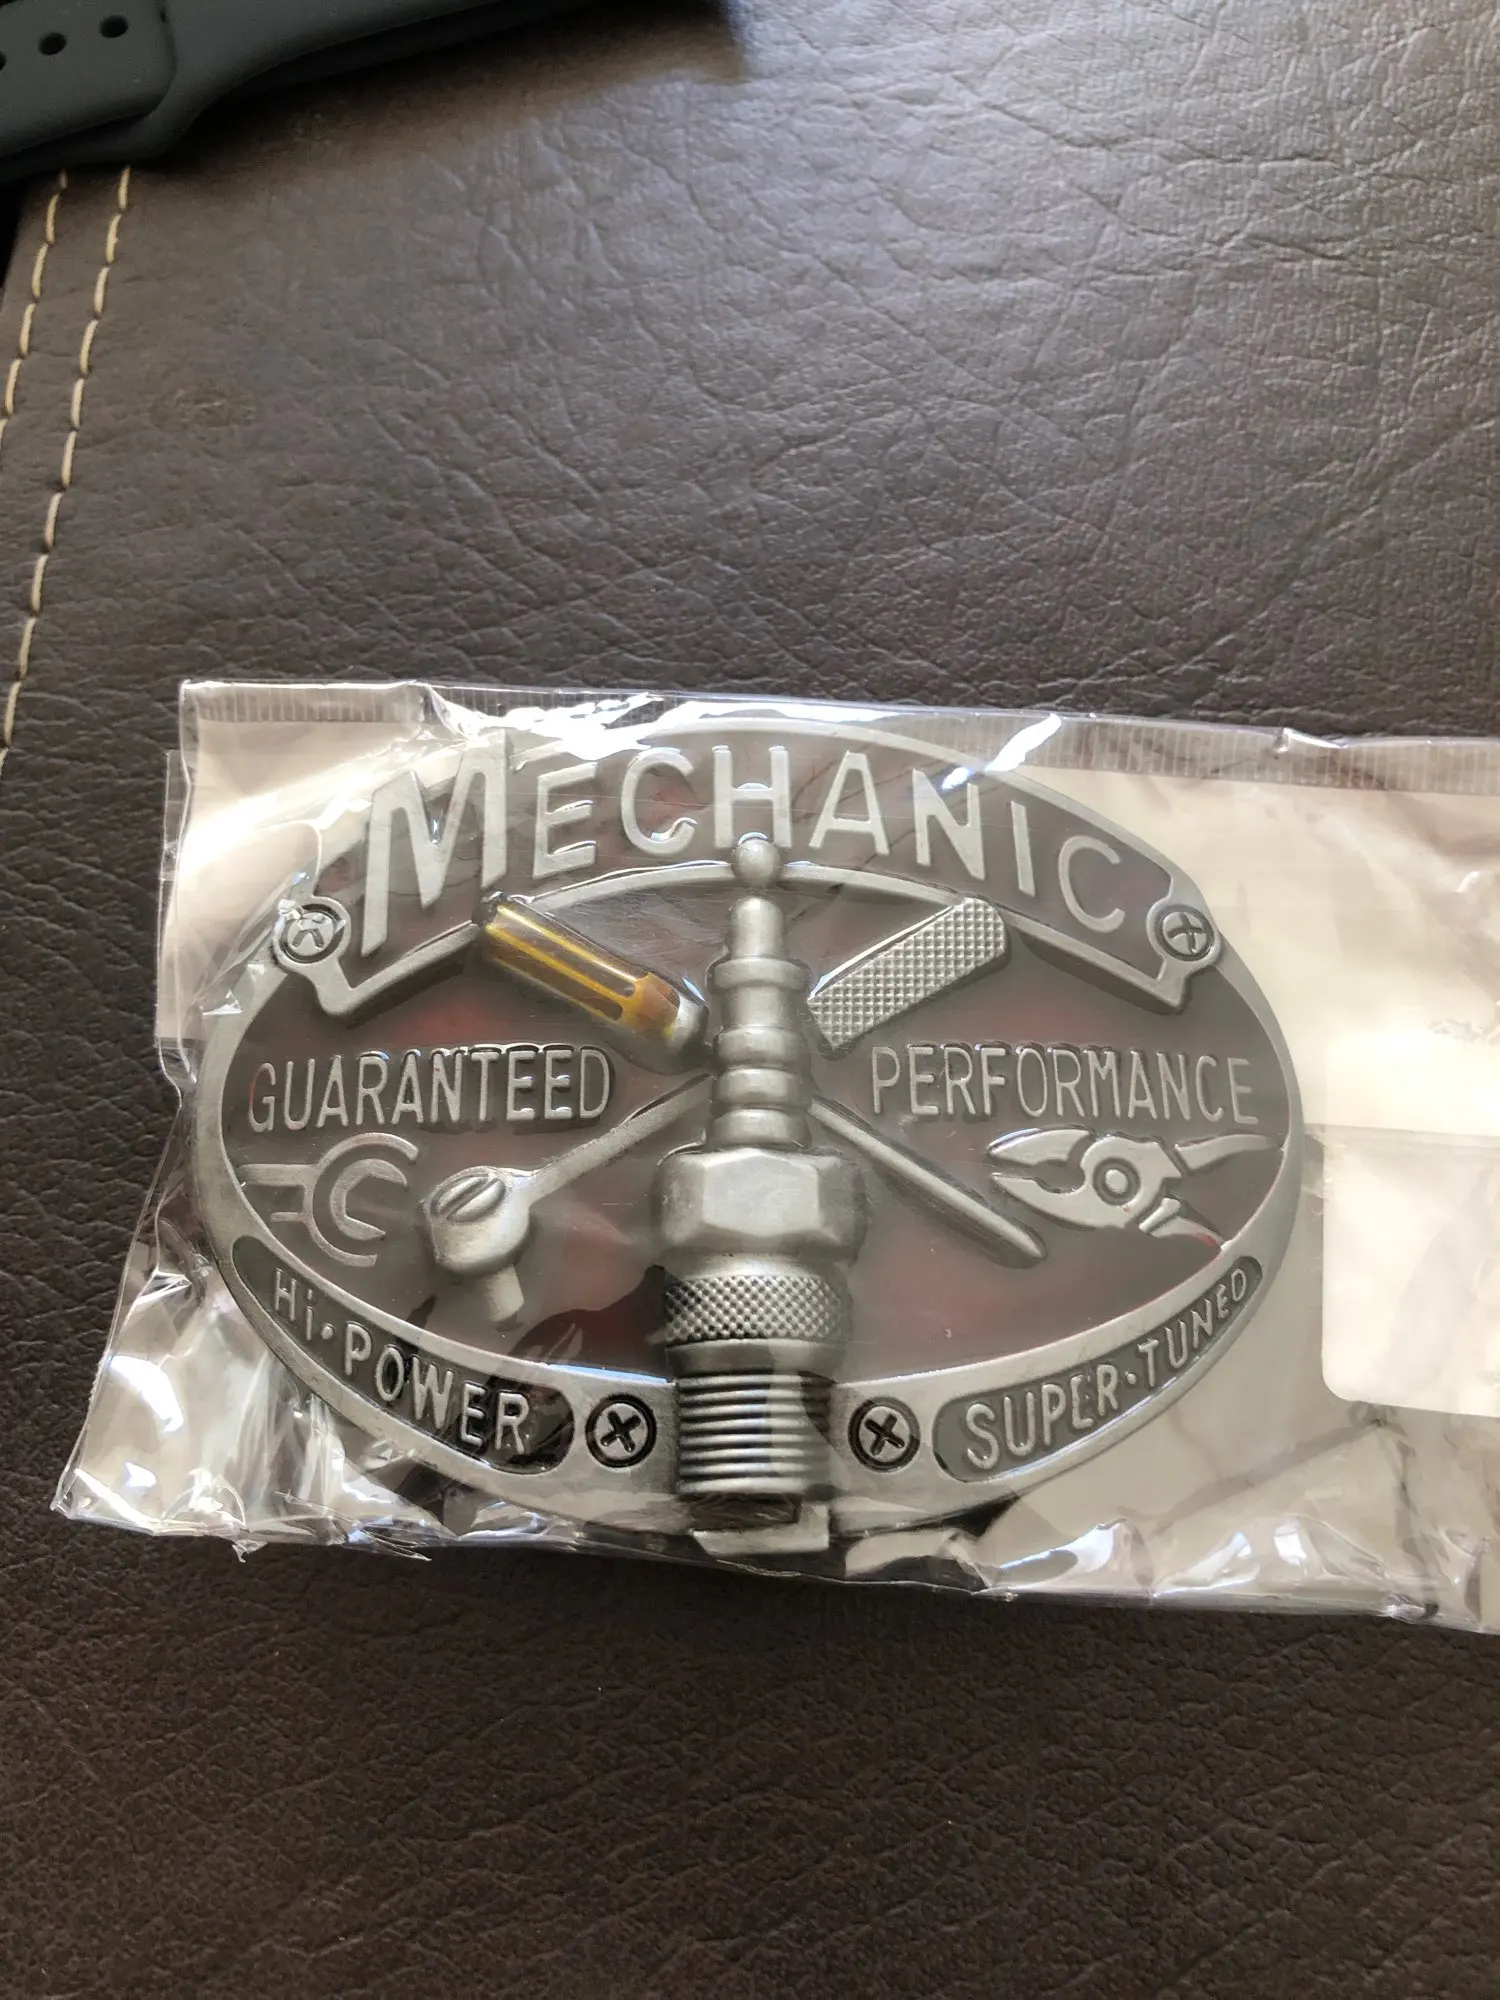 MECHANIC
GUARANTEED PERFORMANCE
Hi·POWER
SUPER·TUNED